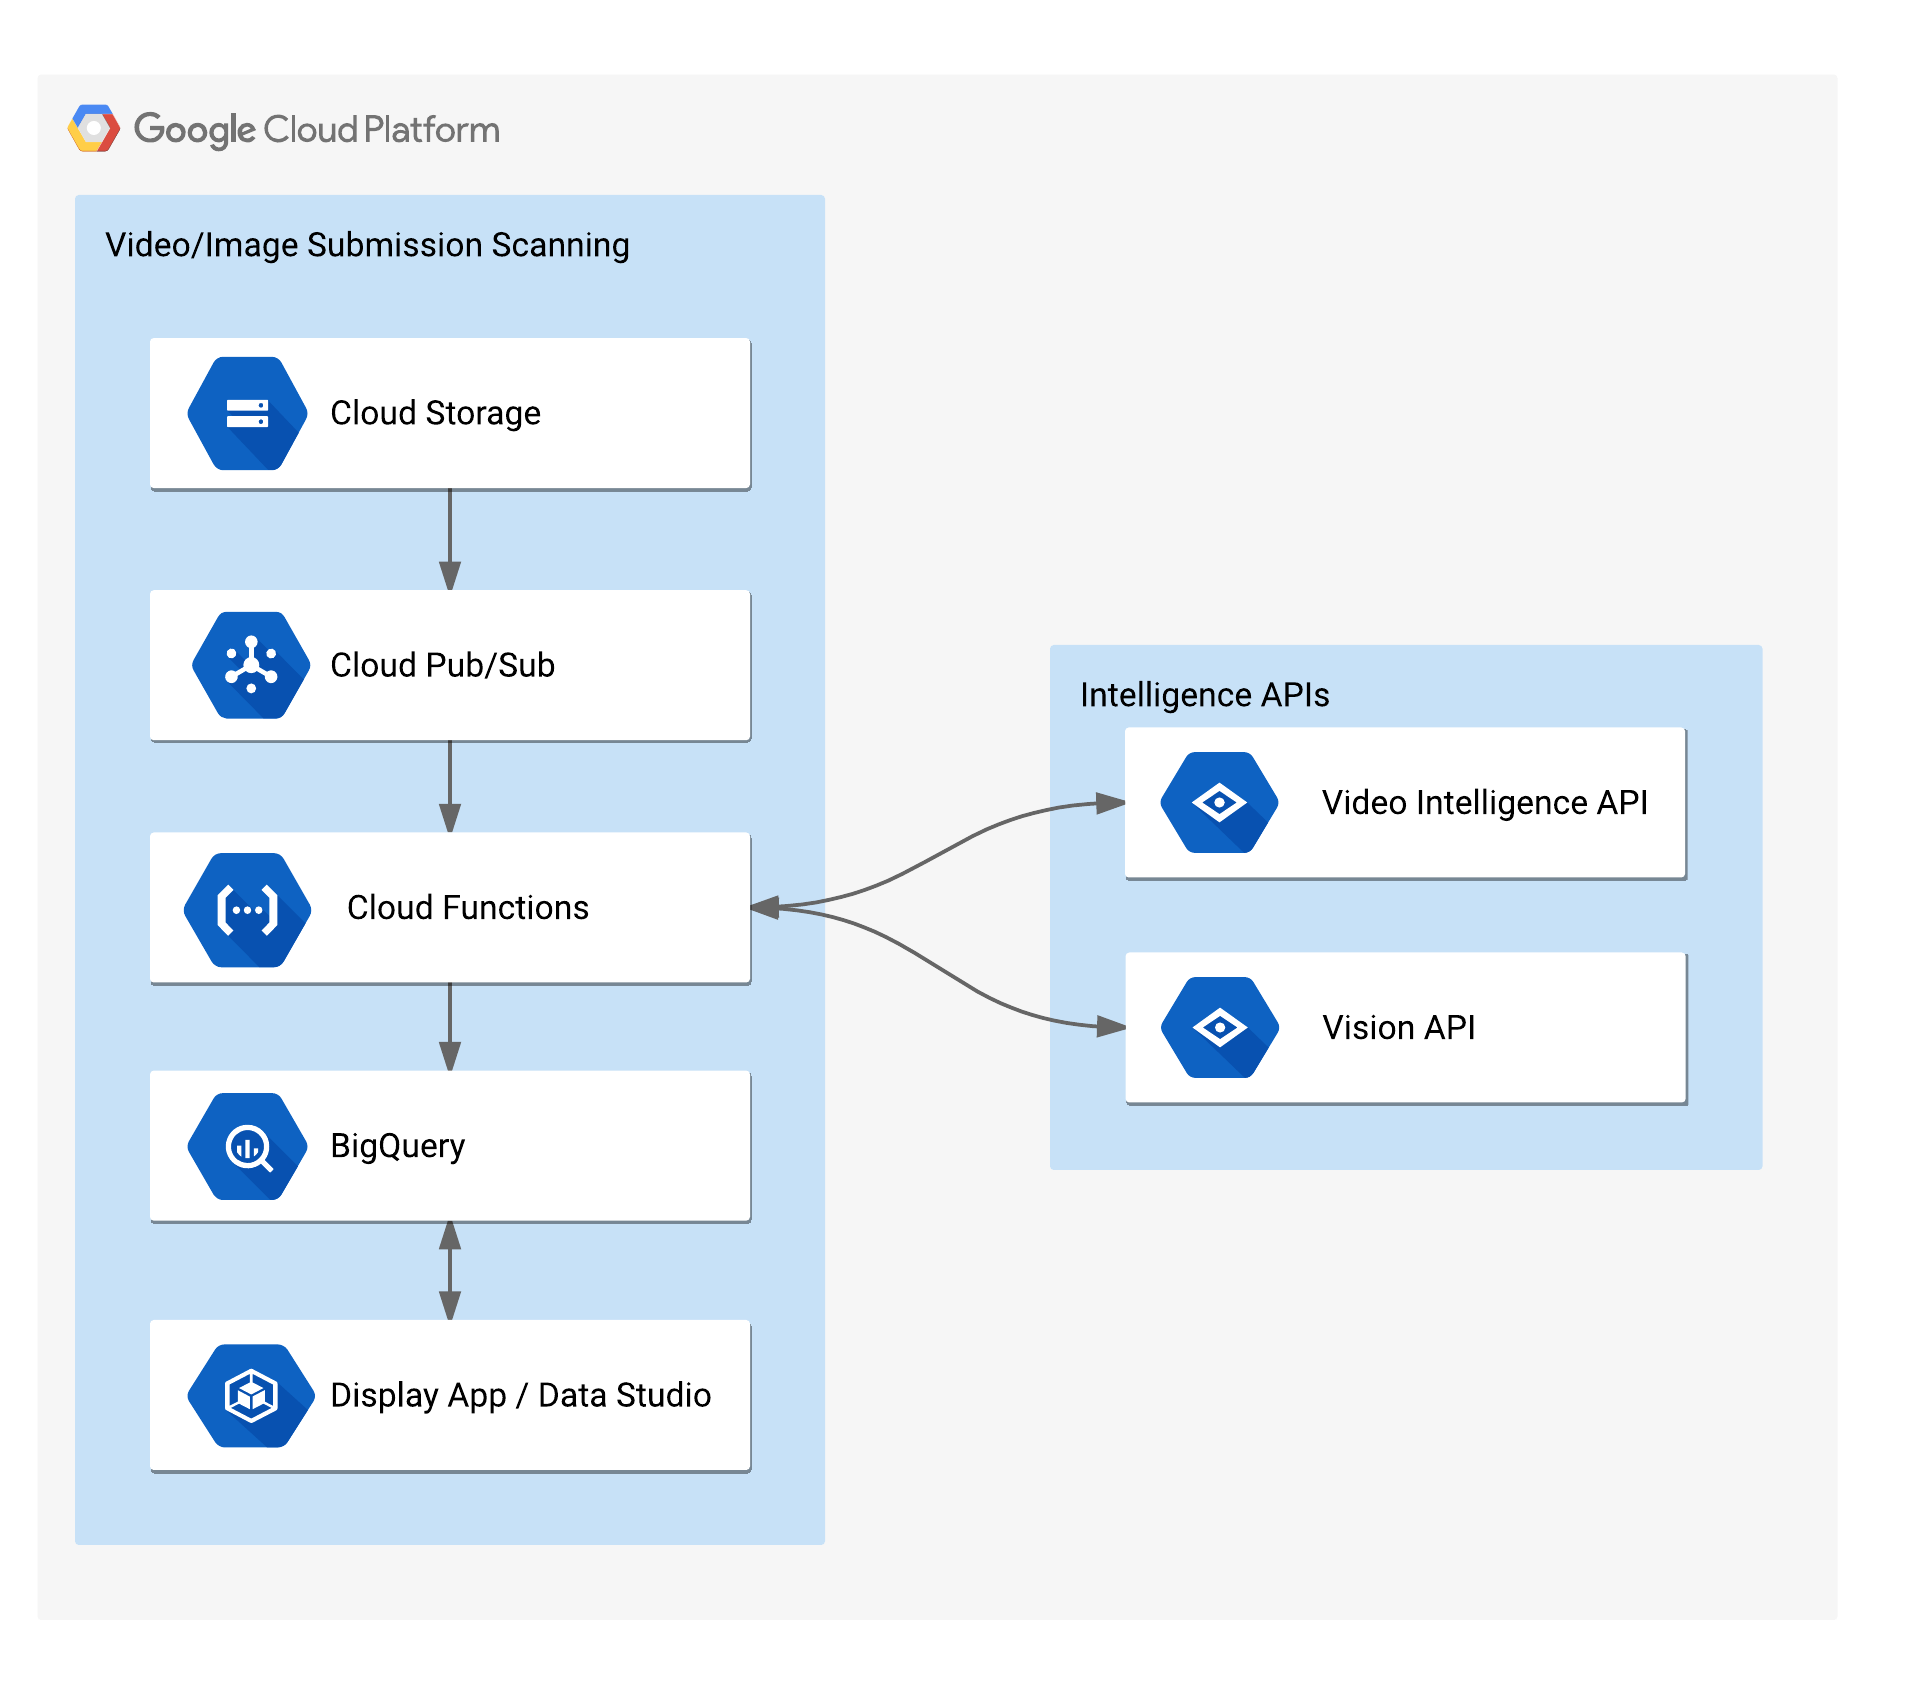 Google Cloud Platform
Video/Image Submission Scanning
Cloud Storage
Cloud Pub/Sub
Cloud Functions
BigQuery
Display App / Data Studio
Intelligence APIs
Video Intelligence API
Vision API